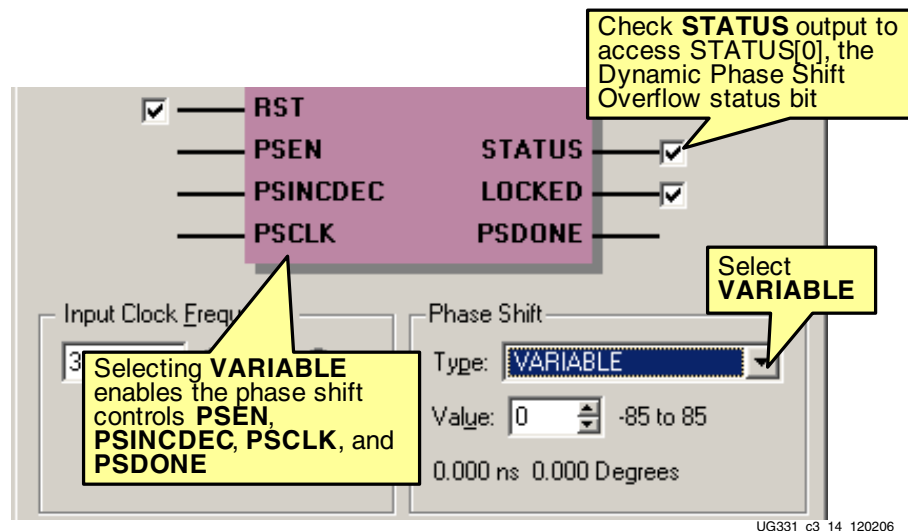 Check STATUS output to
access STATUS[0], the
Dynamic Phase Shift
Overflow status bit
RST
PSEN
STATUS
PSINCDEC
LOCKED
PSCLK
PSDONE
Select
VARIABLE
Input Clock Frequ
Phase Shift
3
Type: VARIABLE
Selecting VARIABLE
enables the phase shift
controls PSEN,
PSINCDEC, PSCLK, and
PSDONE
Value: 0 -85 to 85
0.000 ns 0.000 Degrees
UG331_c3_14_120206